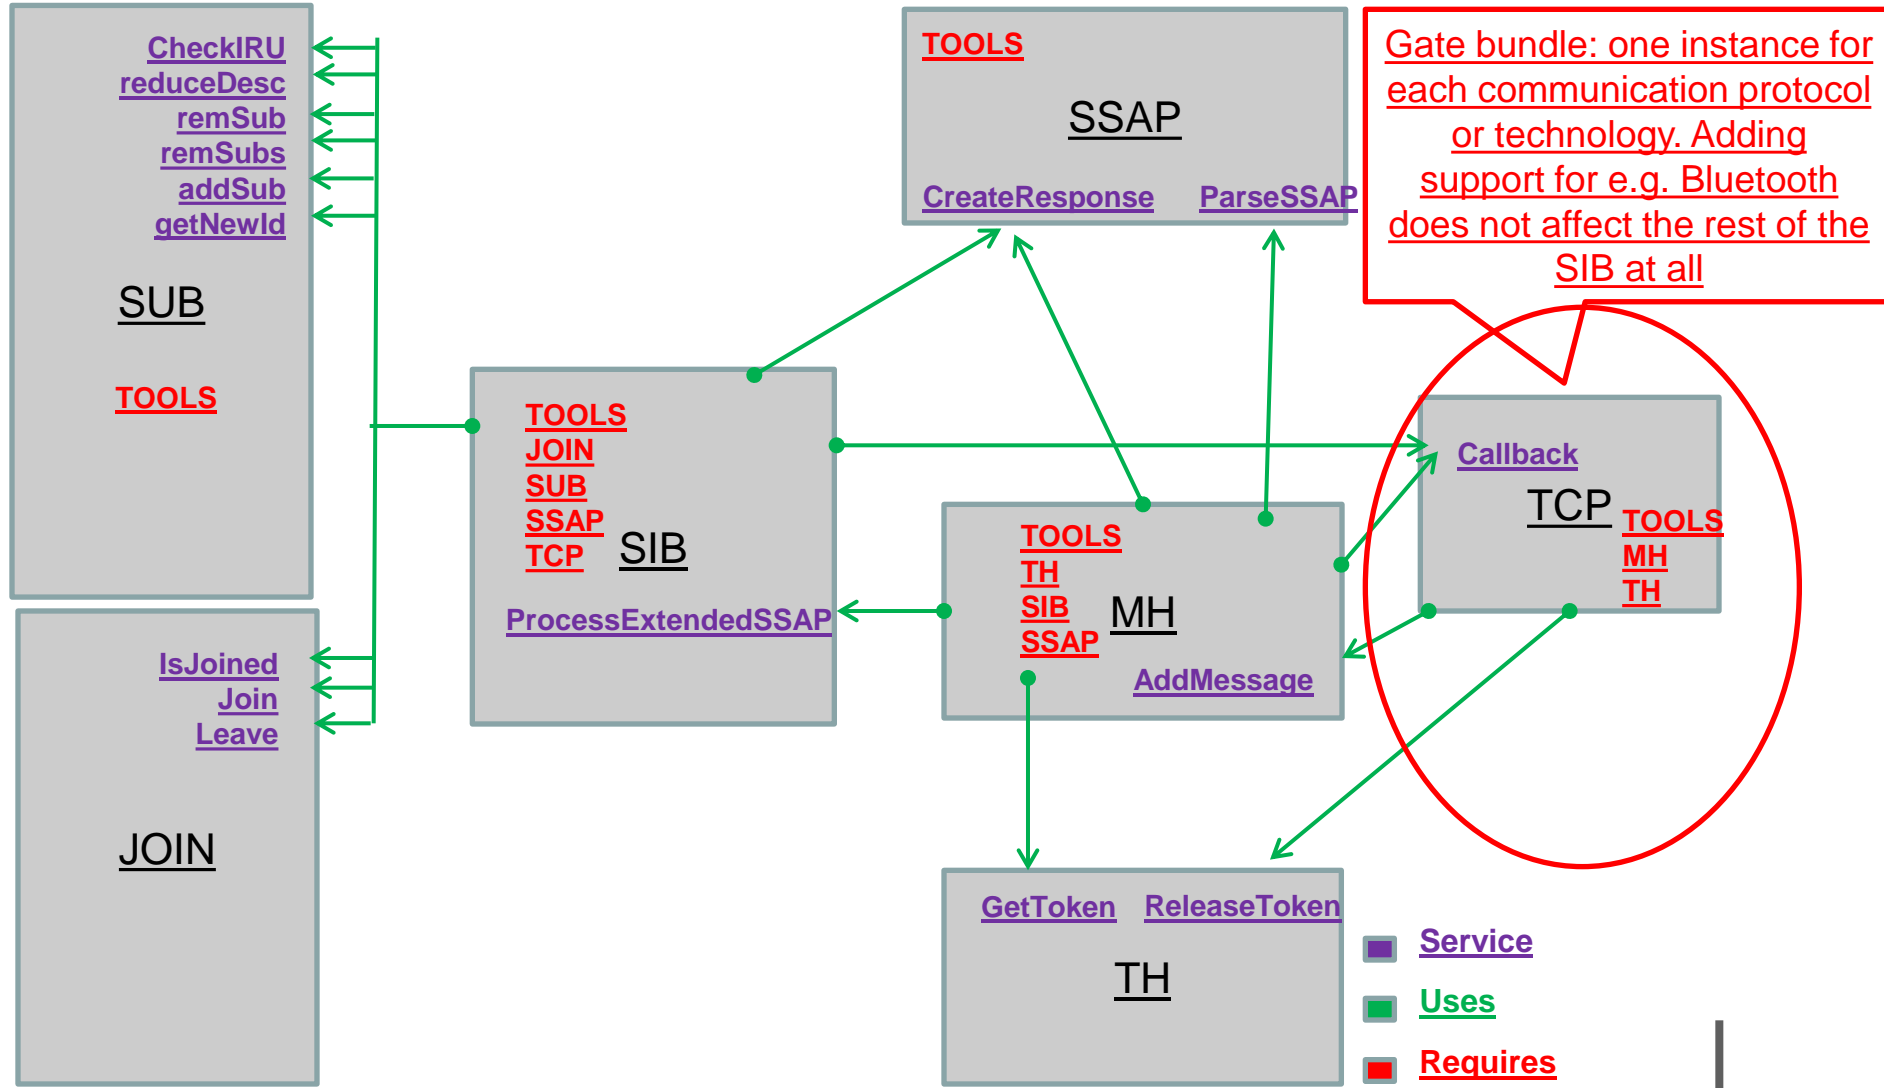 CheckIRU
reduceDesc
remSub
remSubs
addSub
getNewId
SUB
TOOLS
IsJoined
Join
Leave
JOIN
TOOLS
JOIN
SUB
SSAP
TCP
SIB
ProcessExtendedSSAP
TOOLS
SSAP
CreateResponse ParseSSAP
TOOLS
TH
SIB
SSAP
MH
AddMessage
Gate bundle: one instance for
each communication protocol
or technology. Adding
support for e.g. Bluetooth
does not affect the rest of the
SIB at all
Callback
TCP
TOOLS
MH
TH
GetToken ReleaseToken
TH
Service
Uses
Requires